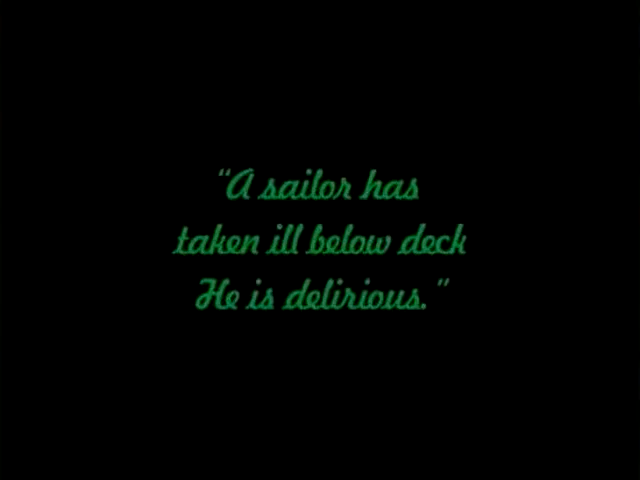 “A sailor has
taken ill below deck
He is delirious.”